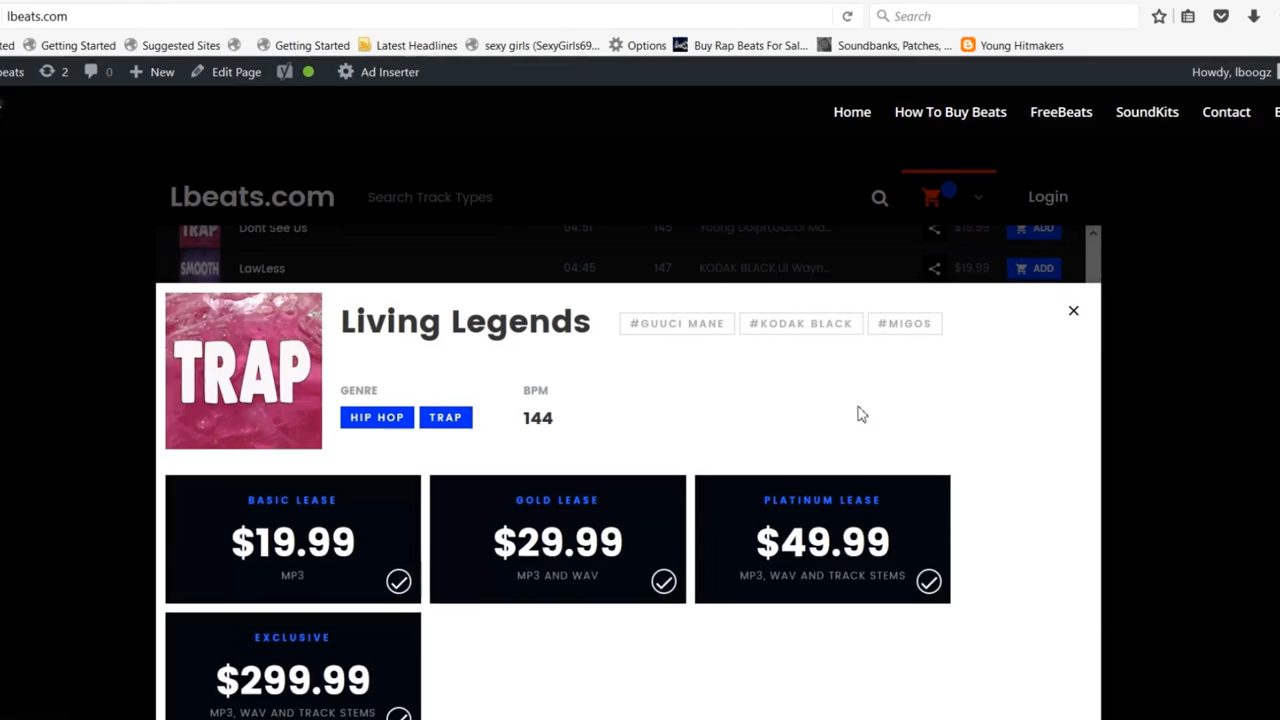 lbeats.com
Search
ted Getting Started Suggested Sites Getting Started Latest Headlines sexy girls (SexyGirls69... Options Buy Rap Beats For Sal... Soundbanks, Patches, ... Young Hitmakers
eats 2 0 New Edit Page Ad Inserter Howdy, lboogz
Home How To Buy Beats FreeBeats SoundKits Contact
Lbeats.com Search Track Types Login
TRAP Dont See Us 04:51 145 Young Dolph,Gucci Ma... $19.99 ADD
SMOOTH LawLess 04:45 147 KODAK BLACK,Lil Wayn... $19.99 ADD
TRAP
Living Legends #GUUCI MANE #KODAK BLACK #MIGOS
GENRE BPM
HIP HOP TRAP 144
BASIC LEASE
$19.99
MP3
GOLD LEASE
$29.99
MP3 AND WAV
PLATINUM LEASE
$49.99
MP3, WAV AND TRACK STEMS
EXCLUSIVE
$299.99
MP3, WAV AND TRACK STEMS